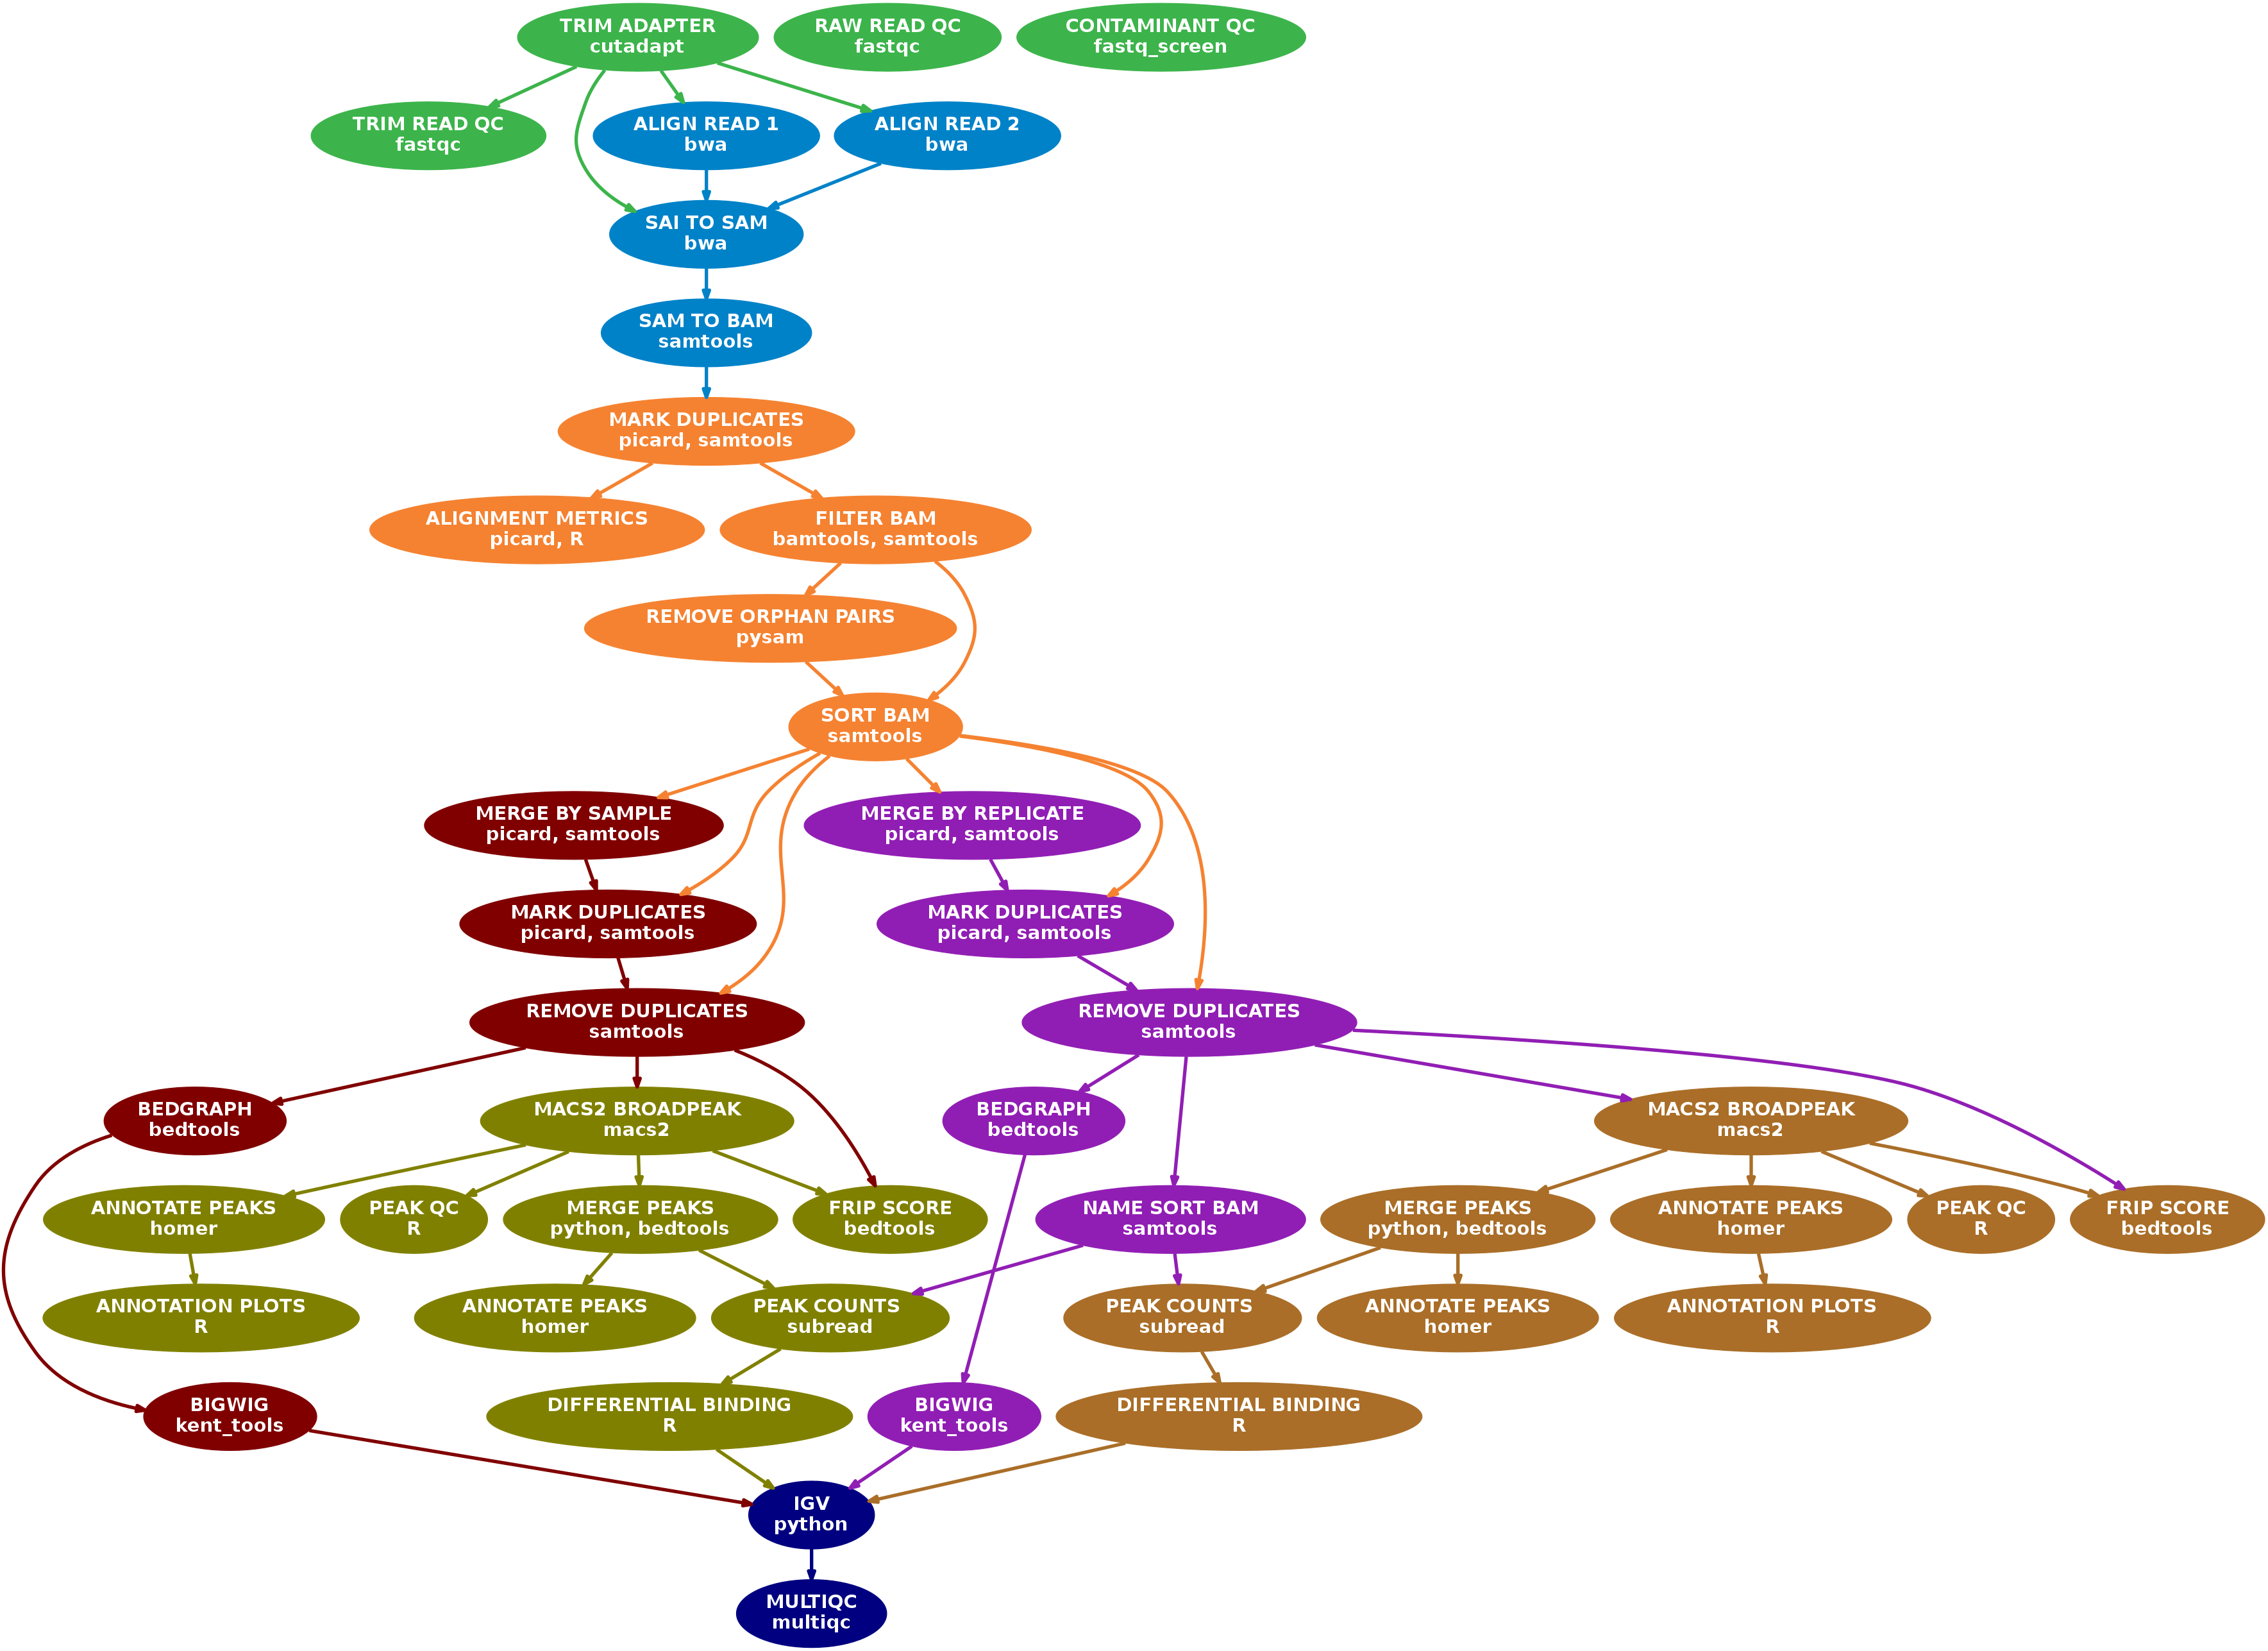 TRIM ADAPTER
cutadapt
RAW READ QC
fastqc
CONTAMINANT QC
fastq_screen
TRIM READ QC
fastqc
ALIGN READ 1
bwa
ALIGN READ 2
bwa
SAI TO SAM
bwa
SAM TO BAM
samtools
MARK DUPLICATES
picard, samtools
ALIGNMENT METRICS
picard, R
FILTER BAM
bamtools, samtools
REMOVE ORPHAN PAIRS
pysam
SORT BAM
samtools
MERGE BY SAMPLE
picard, samtools
MERGE BY REPLICATE
picard, samtools
MARK DUPLICATES
picard, samtools
MARK DUPLICATES
picard, samtools
REMOVE DUPLICATES
samtools
REMOVE DUPLICATES
samtools
BEDGRAPH
bedtools
MACS2 BROADPEAK
macs2
BEDGRAPH
bedtools
MACS2 BROADPEAK
macs2
ANNOTATE PEAKS
homer
PEAK QC
R
MERGE PEAKS
python, bedtools
FRIP SCORE
bedtools
NAME SORT BAM
samtools
MERGE PEAKS
python, bedtools
ANNOTATE PEAKS
homer
PEAK QC
R
FRIP SCORE
bedtools
ANNOTATION PLOTS
R
ANNOTATE PEAKS
homer
PEAK COUNTS
subread
PEAK COUNTS
subread
ANNOTATE PEAKS
homer
ANNOTATION PLOTS
R
BIGWIG
kent_tools
DIFFERENTIAL BINDING
R
BIGWIG
kent_tools
DIFFERENTIAL BINDING
R
IGV
python
MULTIQC
multiqc